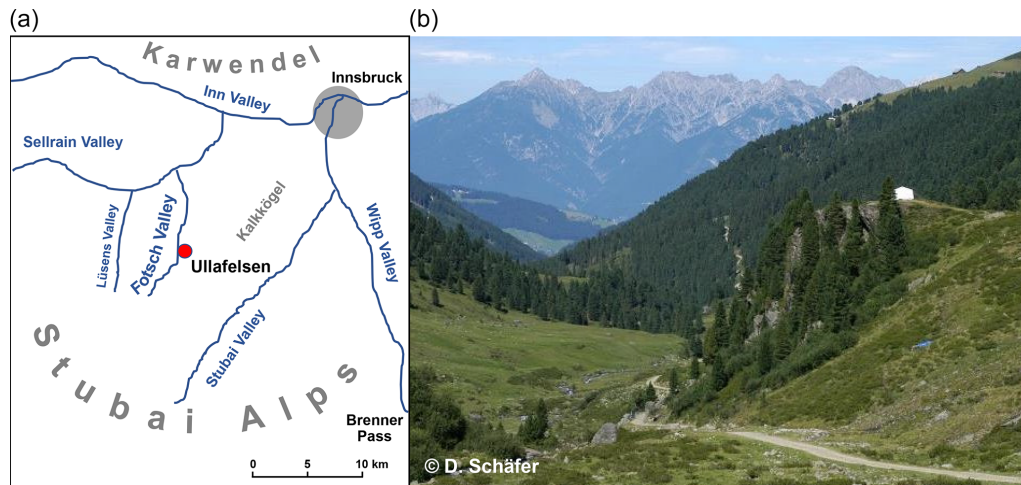 (a)
(b)
Karwendel
Innsbruck
Inn Valley
Sellrain Valley
Kalkkögel
Lüsens Valley
Fotsch Valley
Wipp Valley
Ullafelsen
Stubai Valley
Stubai Alps
Brenner
Pass
0 5 10 km
© D. Schäfer